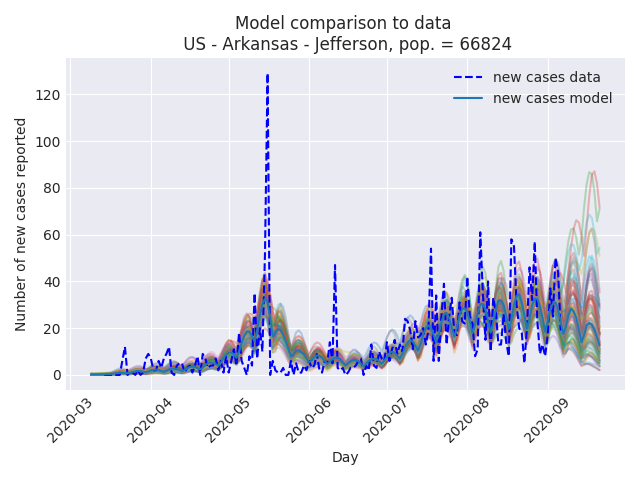 Model comparison to data
US - Arkansas - Jefferson, pop. = 66824
new cases data
new cases model
Number of new cases reported
120
100
80
60
40
20
0
2020-03
2020-04
2020-05
2020-06
2020-07
2020-08
2020-09
Day